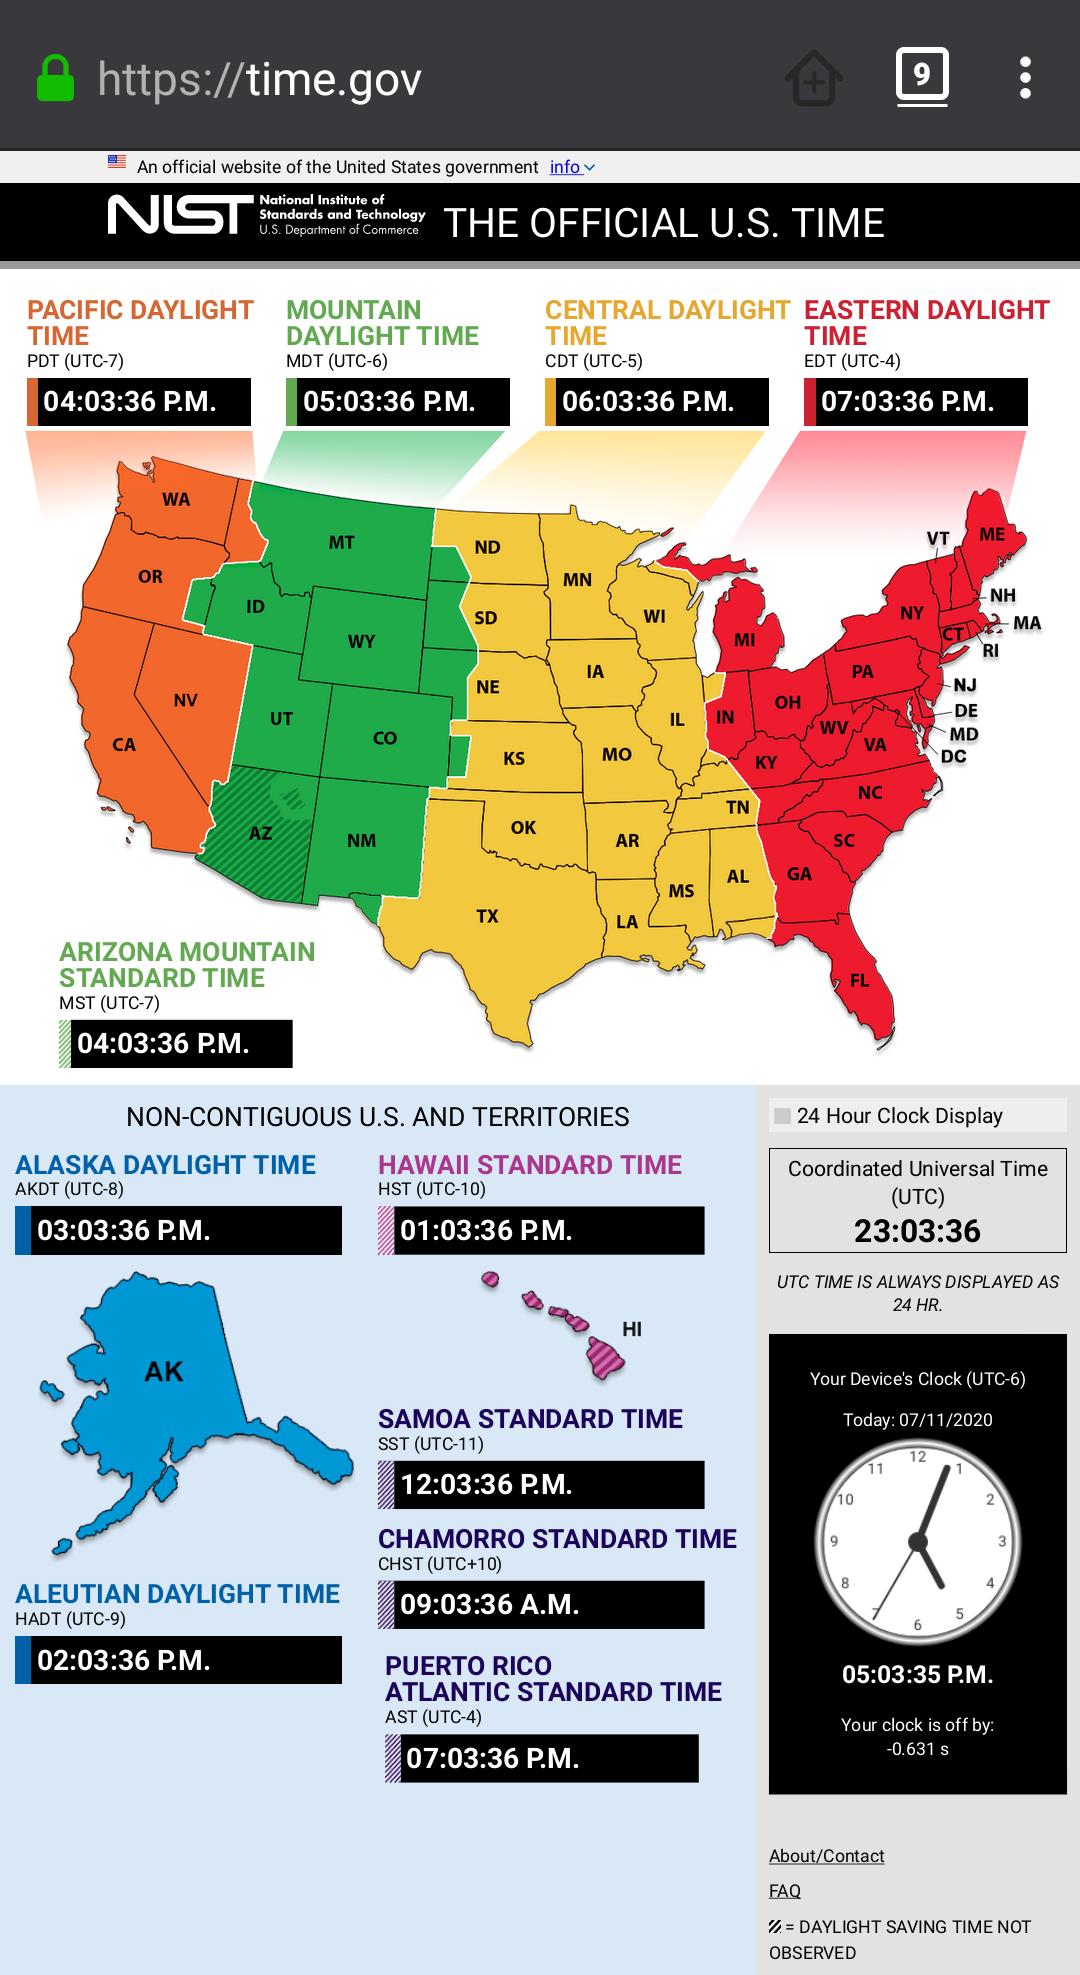 https://time.gov
9
An official website of the United States government info
NIST
National Institute of
Standards and Technology
U.S. Department of Commerce
THE OFFICIAL U.S. TIME
PACIFIC DAYLIGHT
TIME
PDT (UTC-7)
04:03:36 P.M.
MOUNTAIN
DAYLIGHT TIME
MDT (UTC-6)
05:03:36 P.M.
CENTRAL DAYLIGHT
TIME
CDT (UTC-5)
06:03:36 P.M.
EASTERN DAYLIGHT
TIME
EDT (UTC-4)
07:03:36 P.M.
WA
OR
CA
NV
MT
ID
WY
UT
CO
AZ
NM
ND
SD
NE
KS
OK
TX
MN
IA
MO
AR
LA
WI
IL
MS
TN
AL
MI
IN
OH
KY
WV
VA
NC
SC
GA
FL
PA
NY
VT
ME
NH
MA
CT
RI
NJ
DE
MD
DC
ARIZONA MOUNTAIN
STANDARD TIME
MST (UTC-7)
04:03:36 P.M.
NON-CONTIGUOUS U.S. AND TERRITORIES
ALASKA DAYLIGHT TIME
AKDT (UTC-8)
03:03:36 P.M.
AK
ALEUTIAN DAYLIGHT TIME
HADT (UTC-9)
02:03:36 P.M.
HAWAII STANDARD TIME
HST (UTC-10)
01:03:36 P.M.
HI
SAMOA STANDARD TIME
SST (UTC-11)
12:03:36 P.M.
CHAMORRO STANDARD TIME
CHST (UTC+10)
09:03:36 A.M.
PUERTO RICO
ATLANTIC STANDARD TIME
AST (UTC-4)
07:03:36 P.M.
24 Hour Clock Display
Coordinated Universal Time
(UTC)
23:03:36
UTC TIME IS ALWAYS DISPLAYED AS
24 HR.
Your Device's Clock (UTC-6)
Today: 07/11/2020
12
1
2
3
4
5
6
7
8
9
10
11
05:03:35 P.M.
Your clock is off by:
-0.631 s
About/Contact
FAQ
= DAYLIGHT SAVING TIME NOT
OBSERVED